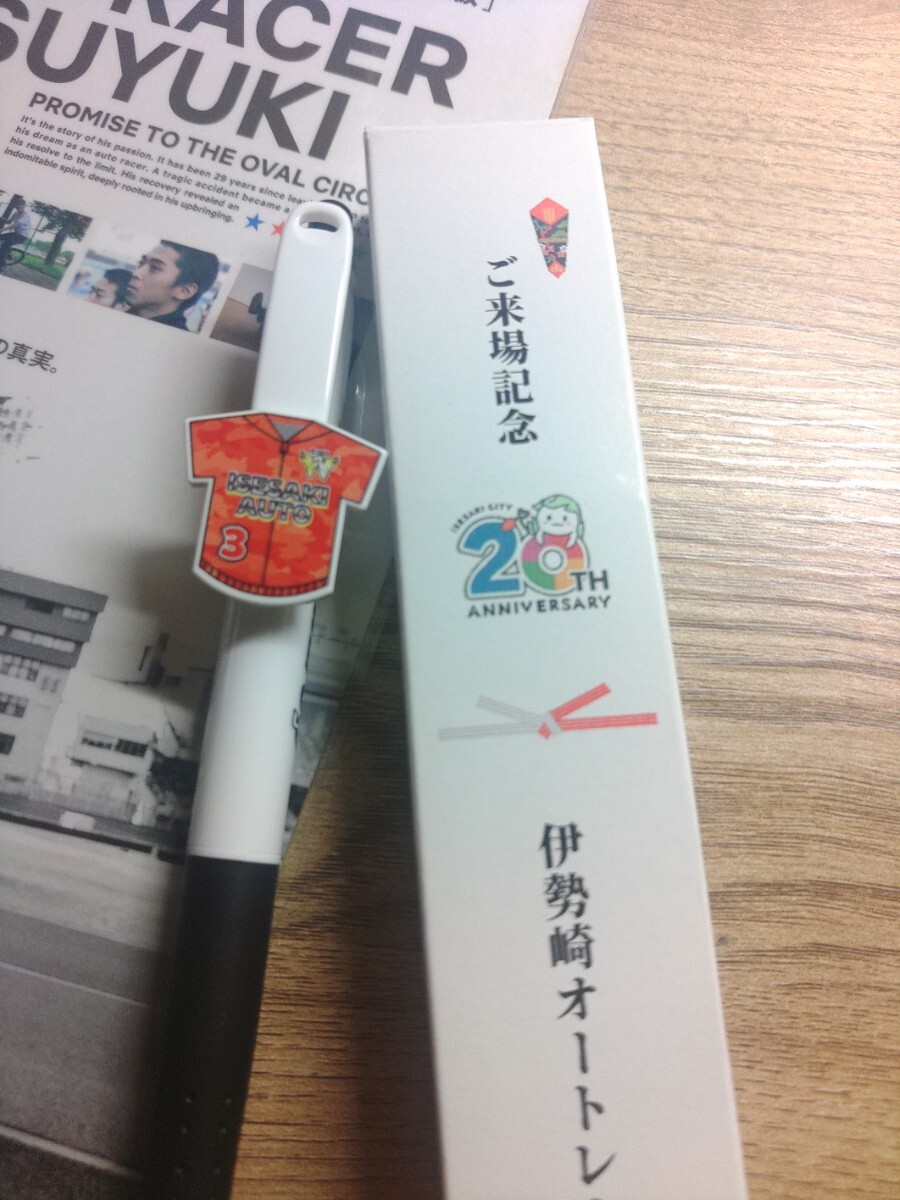 版」
RACER
SUYUKI
PROMISE TO THE OVAL CIRC
It's the story of his passion. It has been 29 years since lea
his dream as an auto racer. A tragic accident became a
his resolve to the limit. His recovery revealed an
indomitable spirit, deeply rooted in his upbringing.
の真実。
ISESAKI
AUTO
3
ご来場記念
ISESAKI CITY
20TH
ANNIVERSARY
伊勢崎オートレ